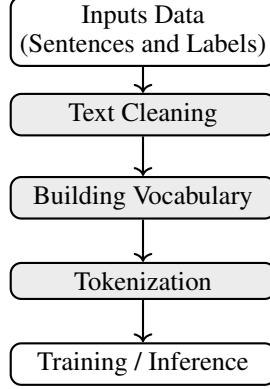 Inputs Data
(Sentences and Labels)
Text Cleaning
Building Vocabulary
Tokenization
Training / Inference